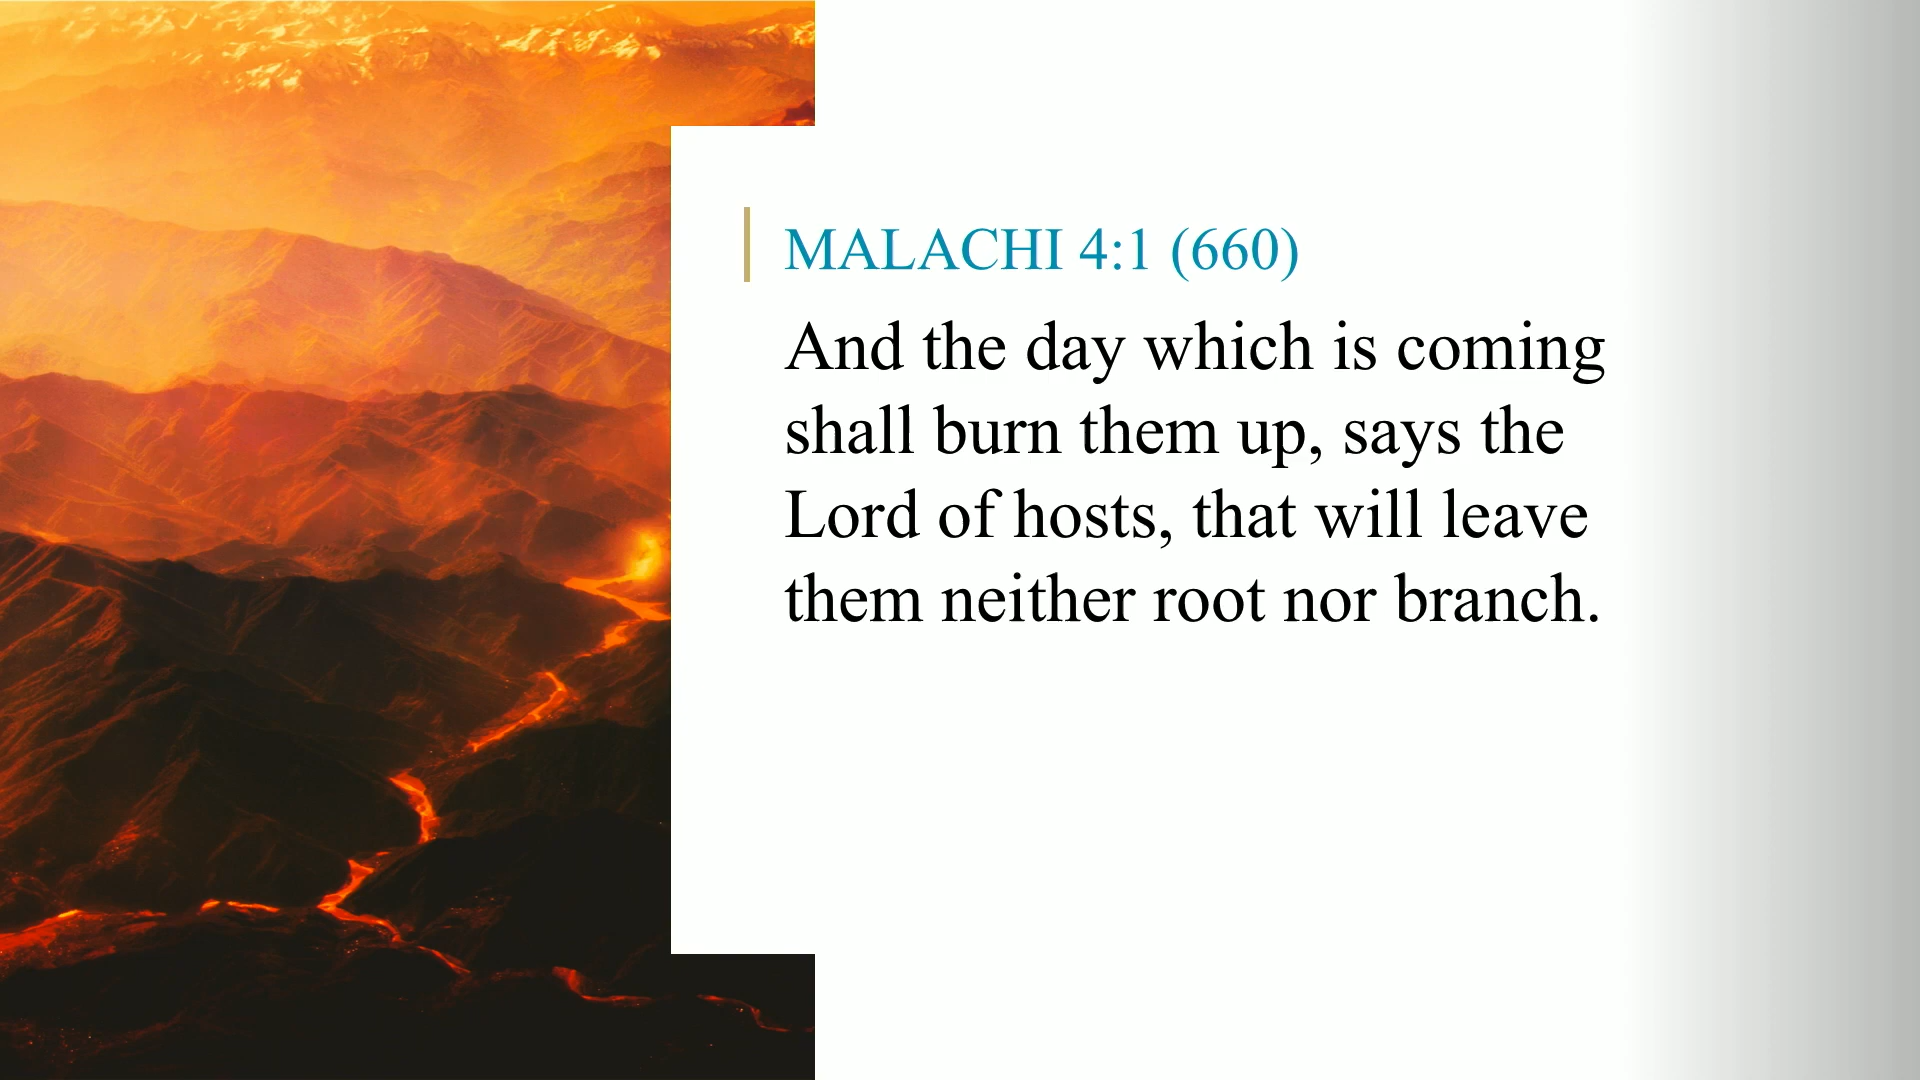 MALACHI 4:1 (660)
And the day which is coming
shall burn them up, says the
Lord of hosts, that will leave
them neither root nor branch.